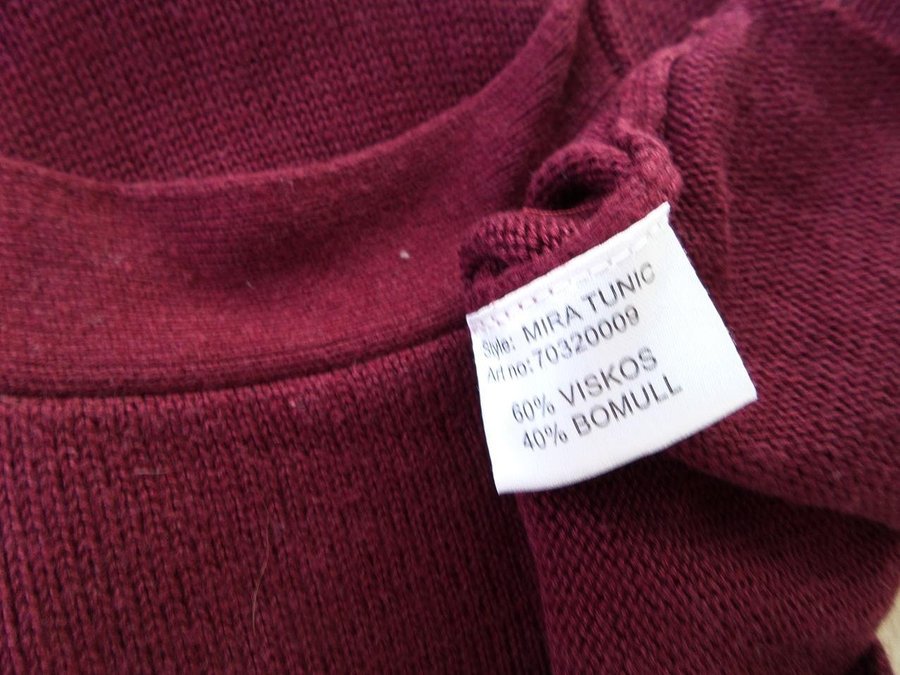 Style: MIRA TUNIC
Art no: 70320009
60% VISKOS
40% BOMULL